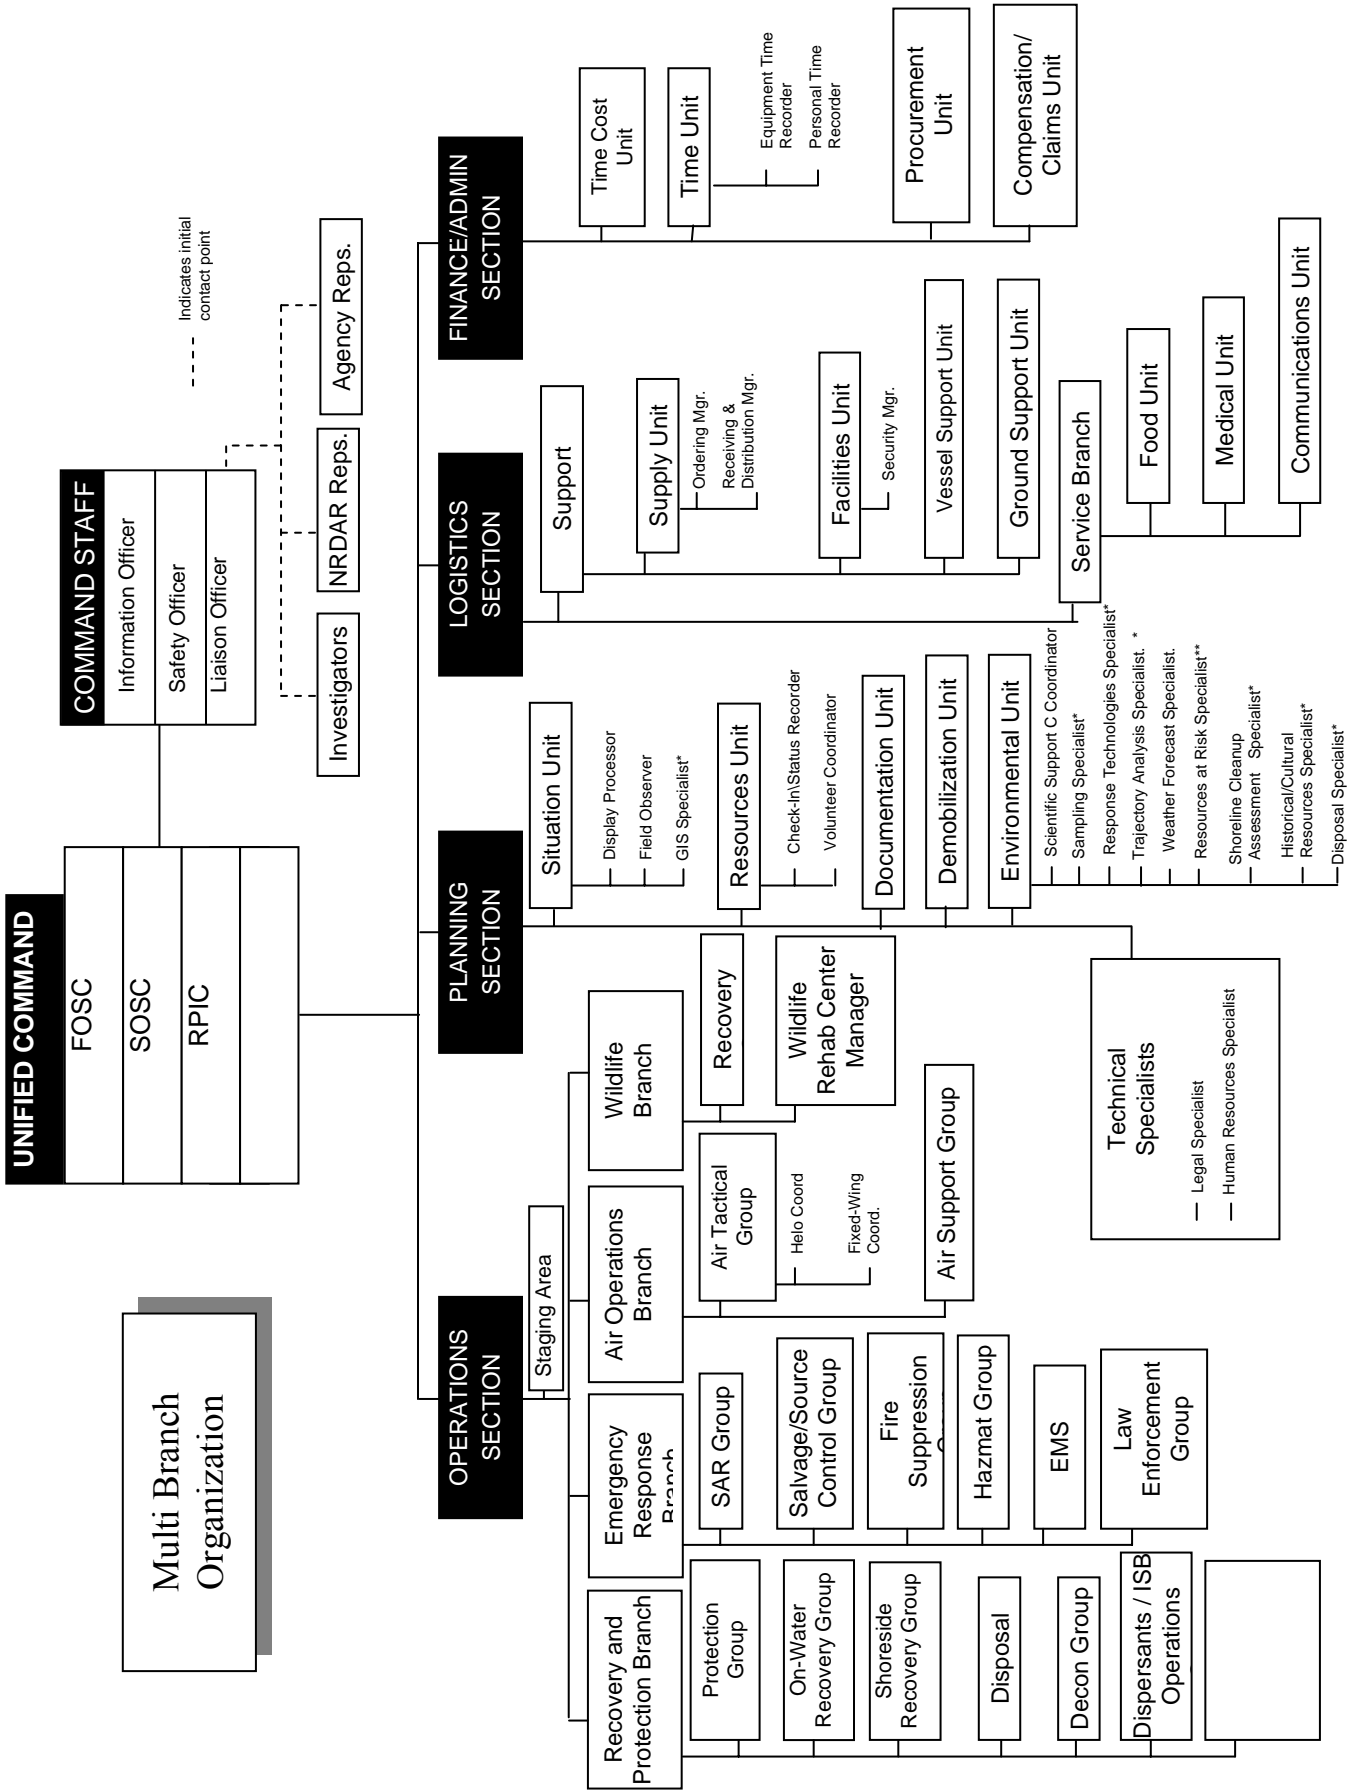 Multi Branch
Organization
UNIFIED COMMAND
FOSC
SOSC
RPIC
COMMAND STAFF
Information Officer
Safety Officer
Liaison Officer
Indicates initial
contact point
Investigators
NRDAR Reps.
Agency Reps.
OPERATIONS
SECTION
Staging Area
Recovery and
Protection Branch
Protection
Group
On-Water
Recovery Group
Shoreside
Recovery Group
Disposal
Decon Group
Dispersants / ISB
Operations
Emergency
Response
Branch
SAR Group
Salvage/Source
Control Group
Fire
Suppression
Hazmat Group
EMS
Law
Enforcement
Group
Air Operations
Branch
Air Tactical
Group
Helo Coord
Fixed-Wing
Coord.
Air Support Group
Wildlife
Branch
Recovery
Wildlife
Rehab Center
Manager
PLANNING
SECTION
Situation Unit
Display Processor
Field Observer
GIS Specialist*
Resources Unit
Check-In\Status Recorder
Volunteer Coordinator
Documentation Unit
Demobilization Unit
Environmental Unit
Scientific Support C Coordinator
Sampling Specialist*
Response Technologies Specialist*
Trajectory Analysis Specialist. *
Weather Forecast Specialist.
Resources at Risk Specialist**
Shoreline Cleanup
Assessment Specialist*
Historical/Cultural
Resources Specialist*
Disposal Specialist*
Technical
Specialists
Legal Specialist
Human Resources Specialist
LOGISTICS
SECTION
Support
Supply Unit
Ordering Mgr.
Receiving &
Distribution Mgr.
Facilities Unit
Security Mgr.
Vessel Support Unit
Ground Support Unit
Service Branch
Food Unit
Medical Unit
Communications Unit
FINANCE/ADMIN
SECTION
Time Cost
Unit
Time Unit
Equipment Time
Recorder
Personal Time
Recorder
Procurement
Unit
Compensation/
Claims Unit